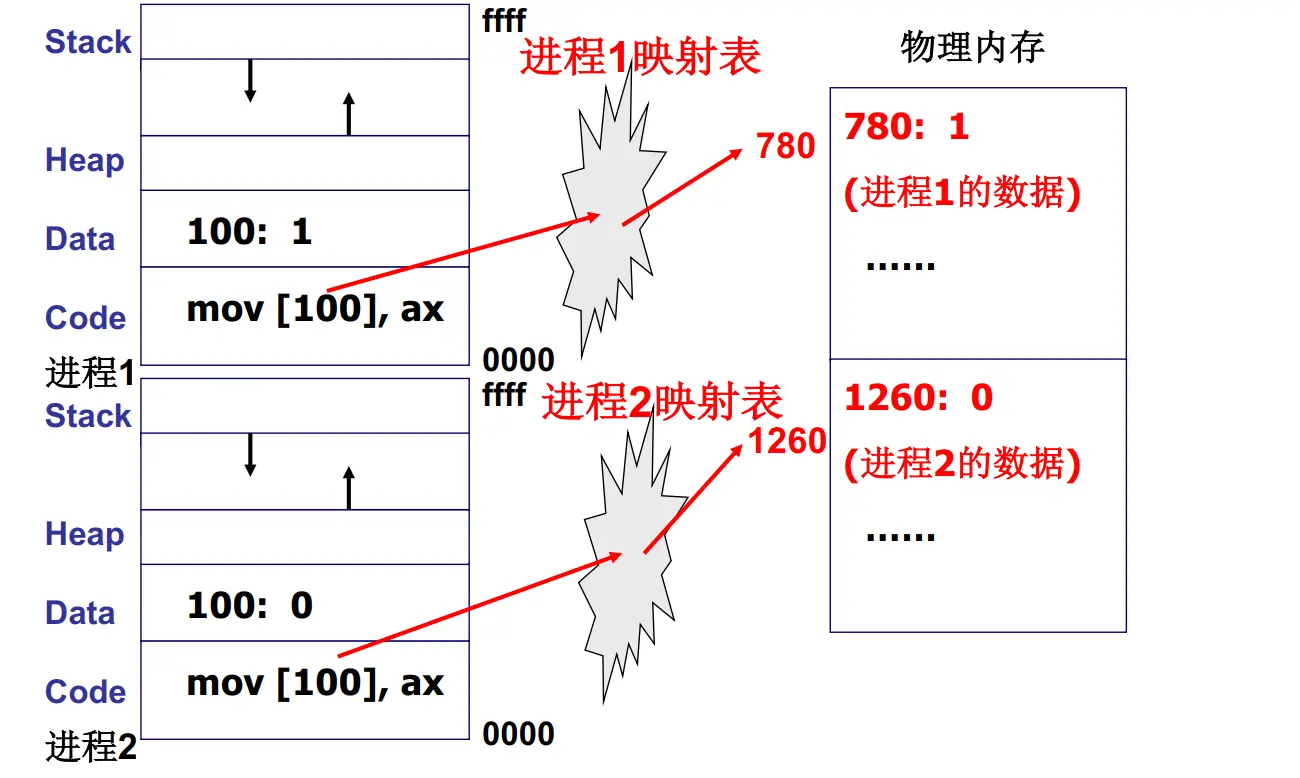 Stack
ffff
进程1映射表
物理内存
Heap
780
780: 1
(进程1的数据)
Data
100: 1
......
Code
mov [100], ax
0000
进程1
Stack
ffff
进程2映射表
1260
1260: 0
(进程2的数据)
Heap
......
Data
100: 0
Code
mov [100], ax
0000
进程2